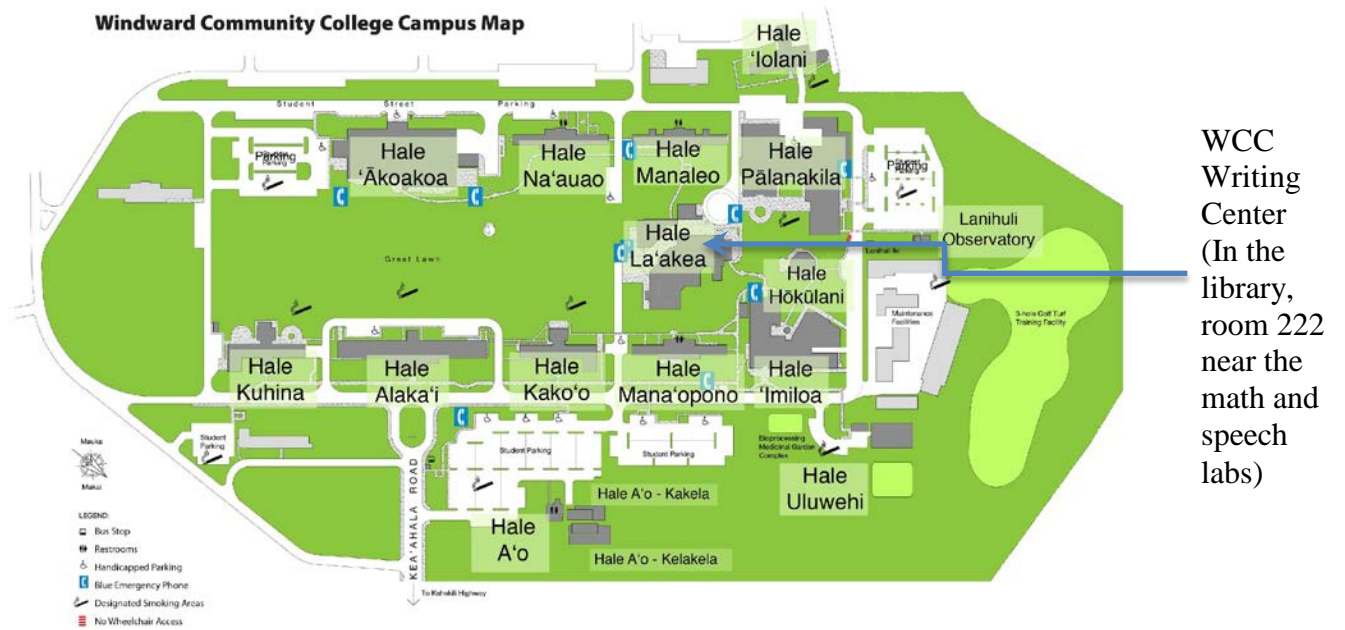 Windward Community College Campus Map
Hale
ʻIolani
Student Street Parking
Parking
Hale
ʻĀkoakoa
Hale
Naʻauao
Hale
Manaleo
Hale
Pālanakila
Student
Parking
Parking
WCC
Writing
Center
(In the
library,
room 222
near the
math and
speech
labs)
Lanihuli
Observatory
Hale
Laʻakea
Great Lawn
Hale
Hōkūlani
Maintenance
Facilities
3-hole Golf Turf
Training Facility
Hale
Kuhina
Hale
Alakaʻi
Hale
Kakoʻo
Hale
Manaʻopono
Hale
ʻImiloa
Student
Parking
Student Parking
Student Parking
Bioprocessing
Medicinal Garden
Complex
Hale
Uluwehi
Mauka
Makai
KEAʻAHALA ROAD
Hale Aʻo - Kakela
Hale
Aʻo
Hale Aʻo - Kelakela
To Kahekili Highway
LEGEND:
Bus Stop
Restrooms
Handicapped Parking
Blue Emergency Phone
Designated Smoking Areas
No Wheelchair Access